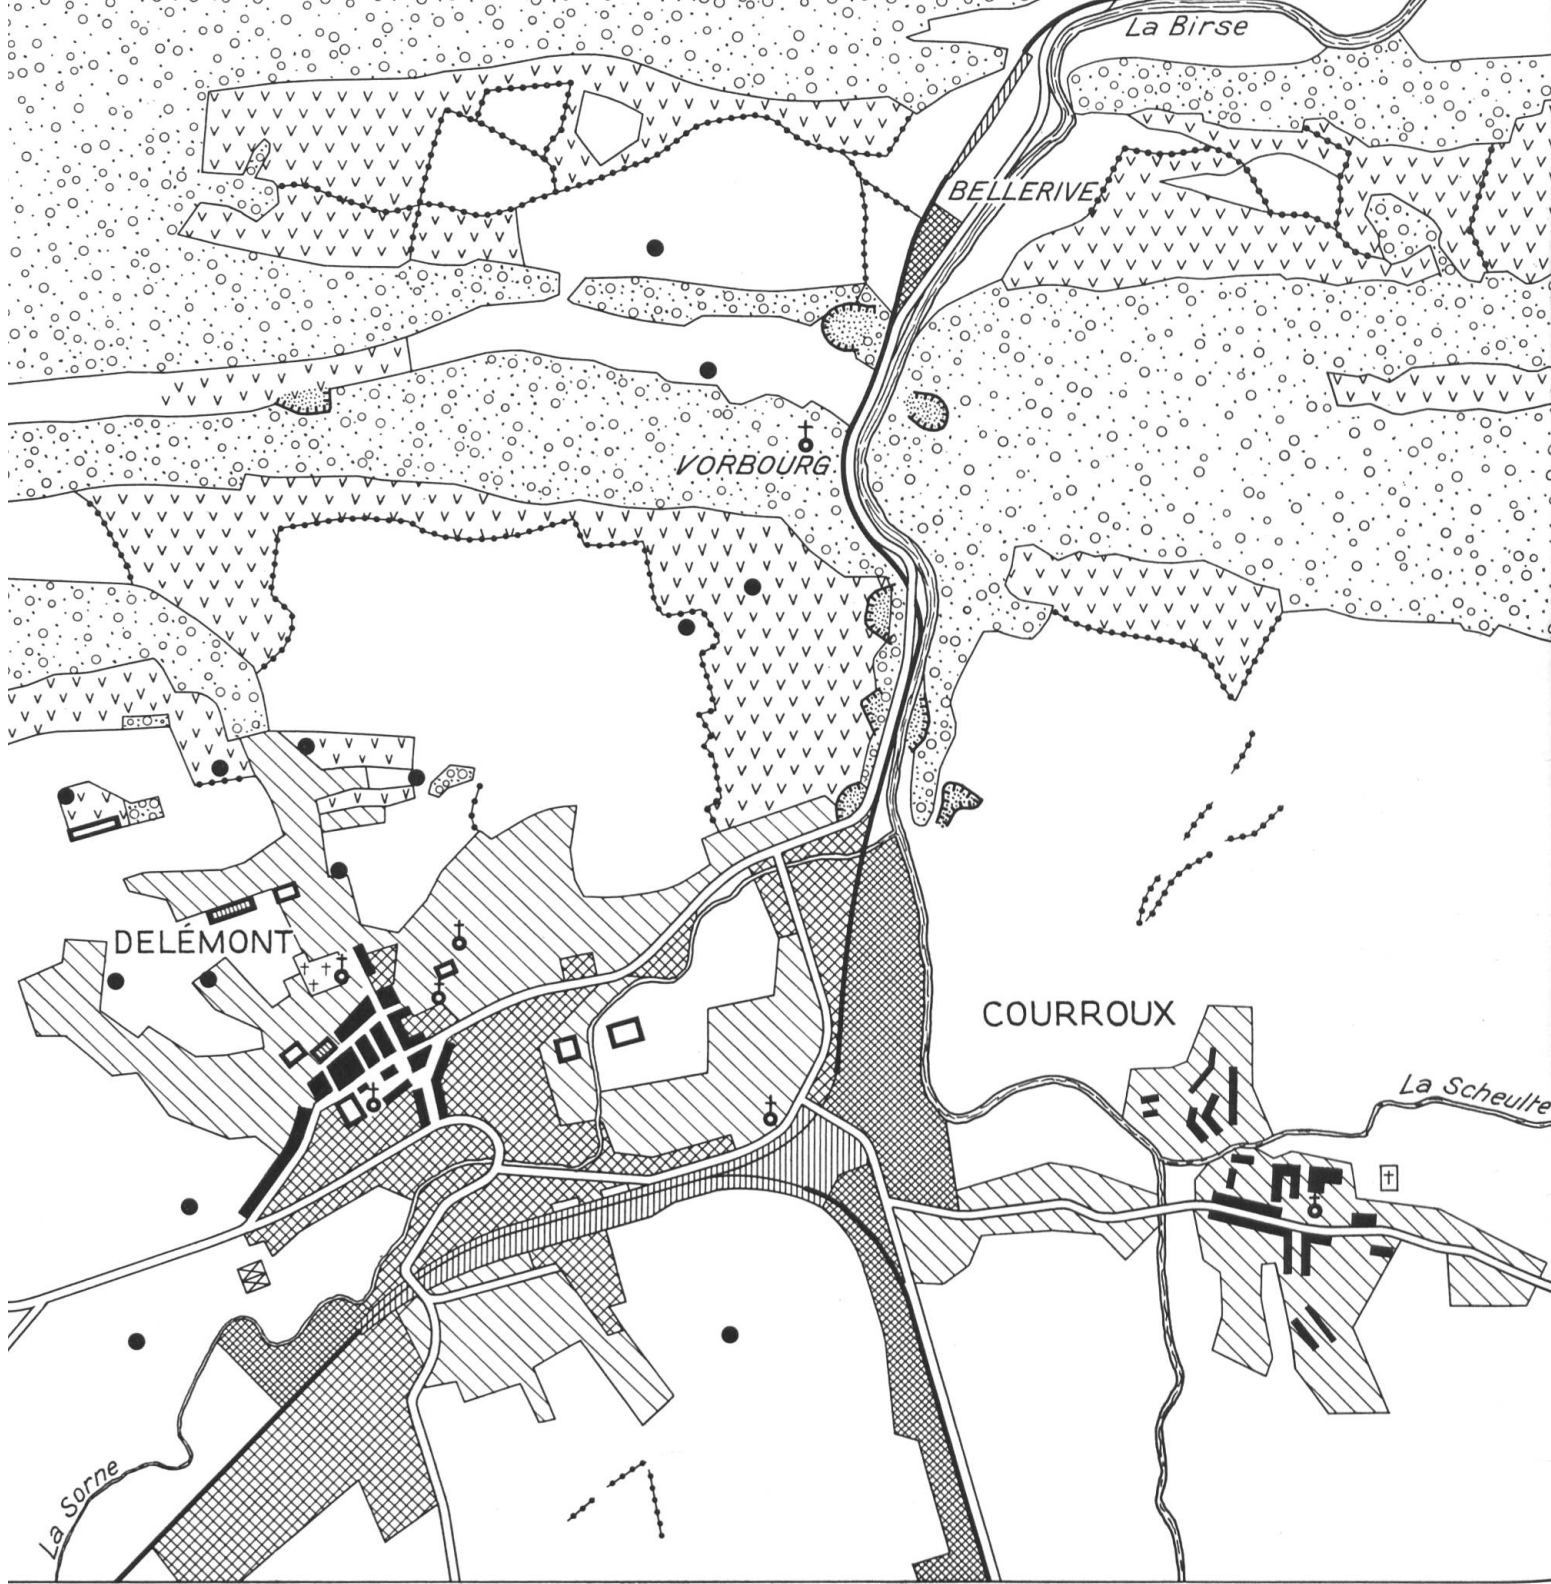 La Birse
BELLERIVE
VORBOURG
DELÉMONT
COURROUX
La Scheulte
La Sorne